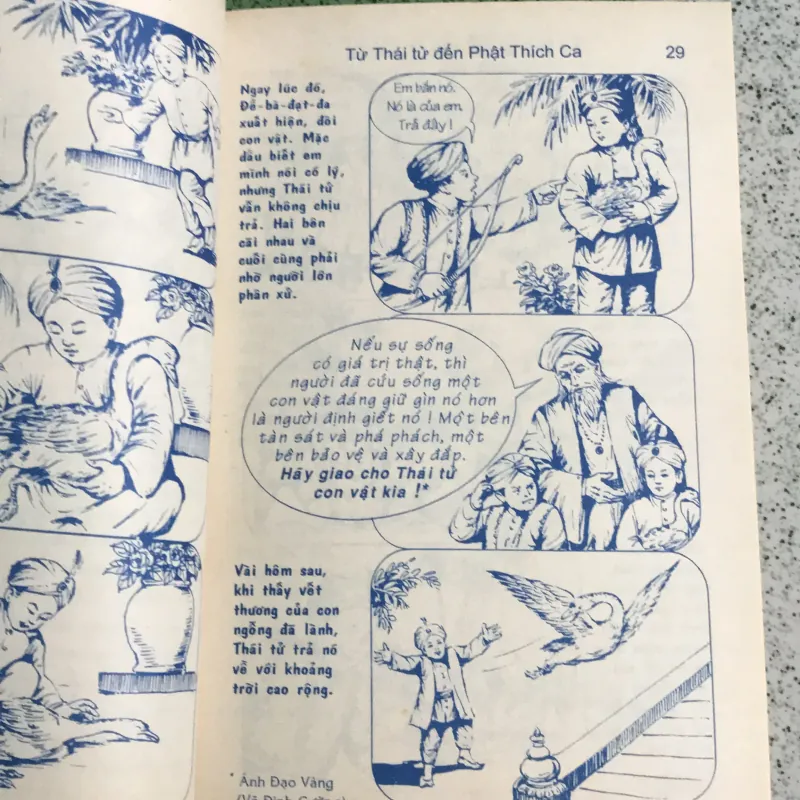 Từ Thái tử đến Phật Thích Ca 29
Ngay lúc đó,
Đề-bà-đạt-đa
xuất hiện, đòi
con vật. Mặc
dầu biết em
mình nói có lý,
nhưng Thái tử
vẫn không chịu
trả. Hai bên
cãi nhau và
cuối cùng phải
nhờ người lớn
phân xử.
Em bắn nó.
Nó là của em.
Trả đây !
Nếu sự sống
có giá trị thật, thì
người đã cứu sống một
con vật đáng giữ gìn nó hơn
là người định giết nó ! Một bên
tàn sát và phá phách, một
bên bảo vệ và xây đắp.
Hãy giao cho Thái tử
con vật kia !*
Vài hôm sau,
khi thấy vết
thương của con
ngỗng đã lành,
Thái tử trả nó
về với khoảng
trời cao rộng.
* Ánh Đạo Vàng
(Võ Đình Cường)